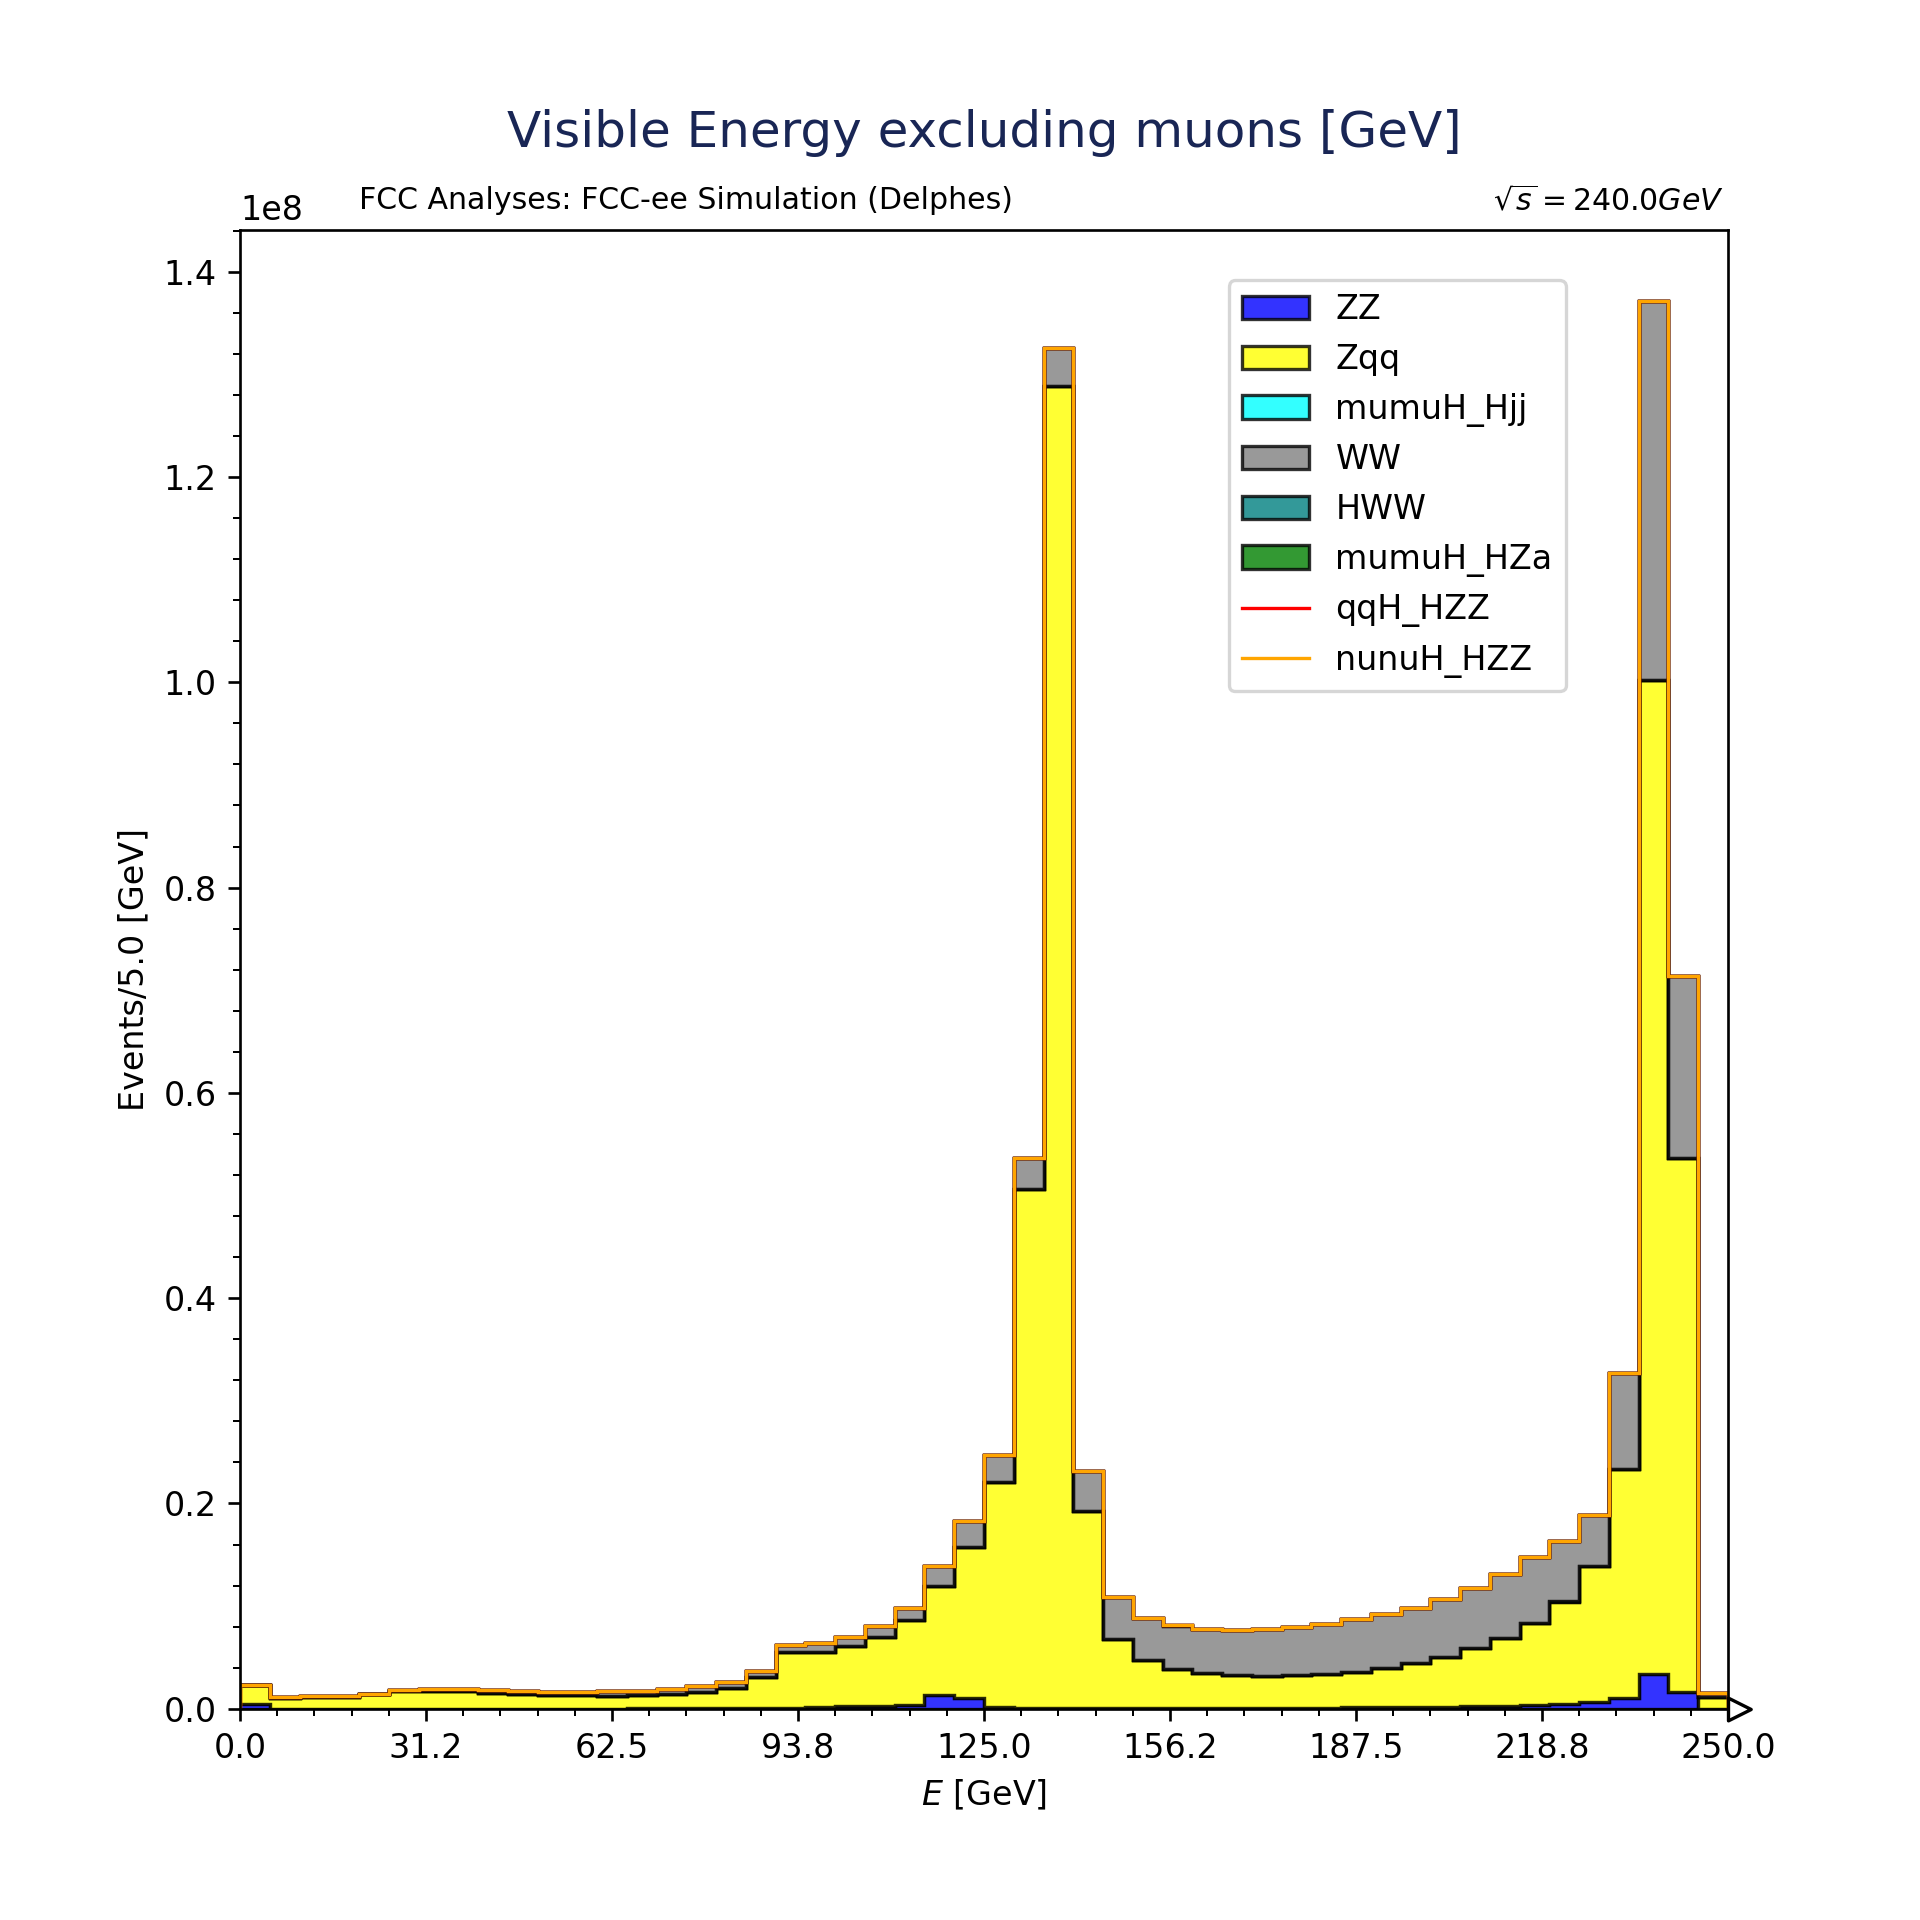 Visible Energy excluding muons [GeV]
1e8
FCC Analyses: FCC-ee Simulation (Delphes)
√s = 240.0GeV
1.4
1.2
1.0
0.8
0.6
0.4
0.2
0.0
Events/5.0 [GeV]
ZZ
Zqq
mumuH_Hjj
WW
HWW
mumuH_HZa
qqH_HZZ
nunuH_HZZ
0.0 31.2 62.5 93.8 125.0 156.2 187.5 218.8 250.0
E [GeV]